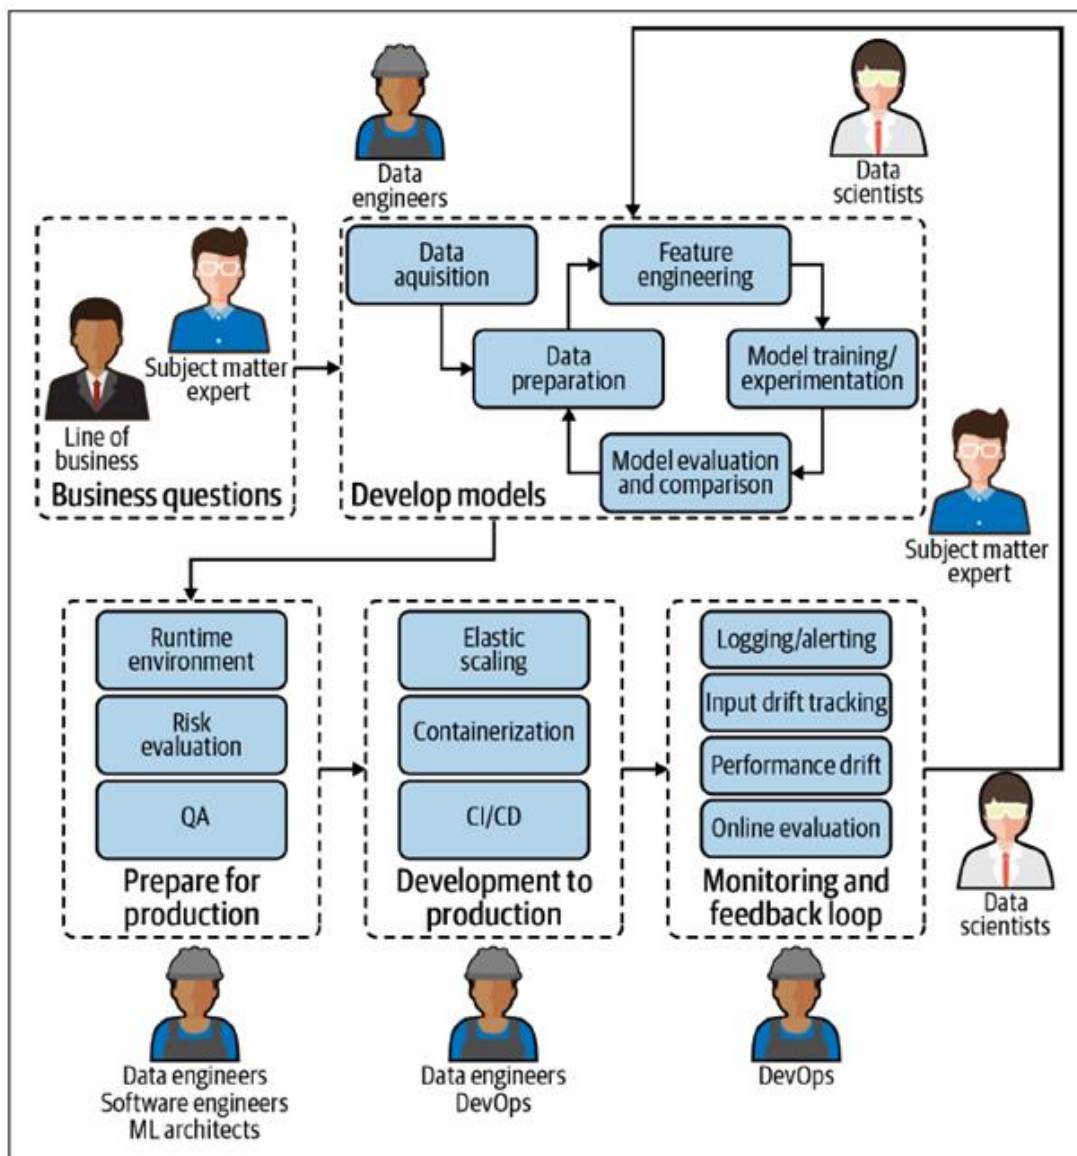 Data
engineers
Data
scientists
Subject matter
expert
Line of
business
Business questions
Data
aquisition
Feature
engineering
Data
preparation
Model training/
experimentation
Model evaluation
and comparison
Develop models
Subject matter
expert
Runtime
environment
Risk
evaluation
QA
Prepare for
production
Elastic
scaling
Containerization
CI/CD
Development to
production
Logging/alerting
Input drift tracking
Performance drift
Online evaluation
Monitoring and
feedback loop
Data
scientists
Data engineers
Software engineers
ML architects
Data engineers
DevOps
DevOps